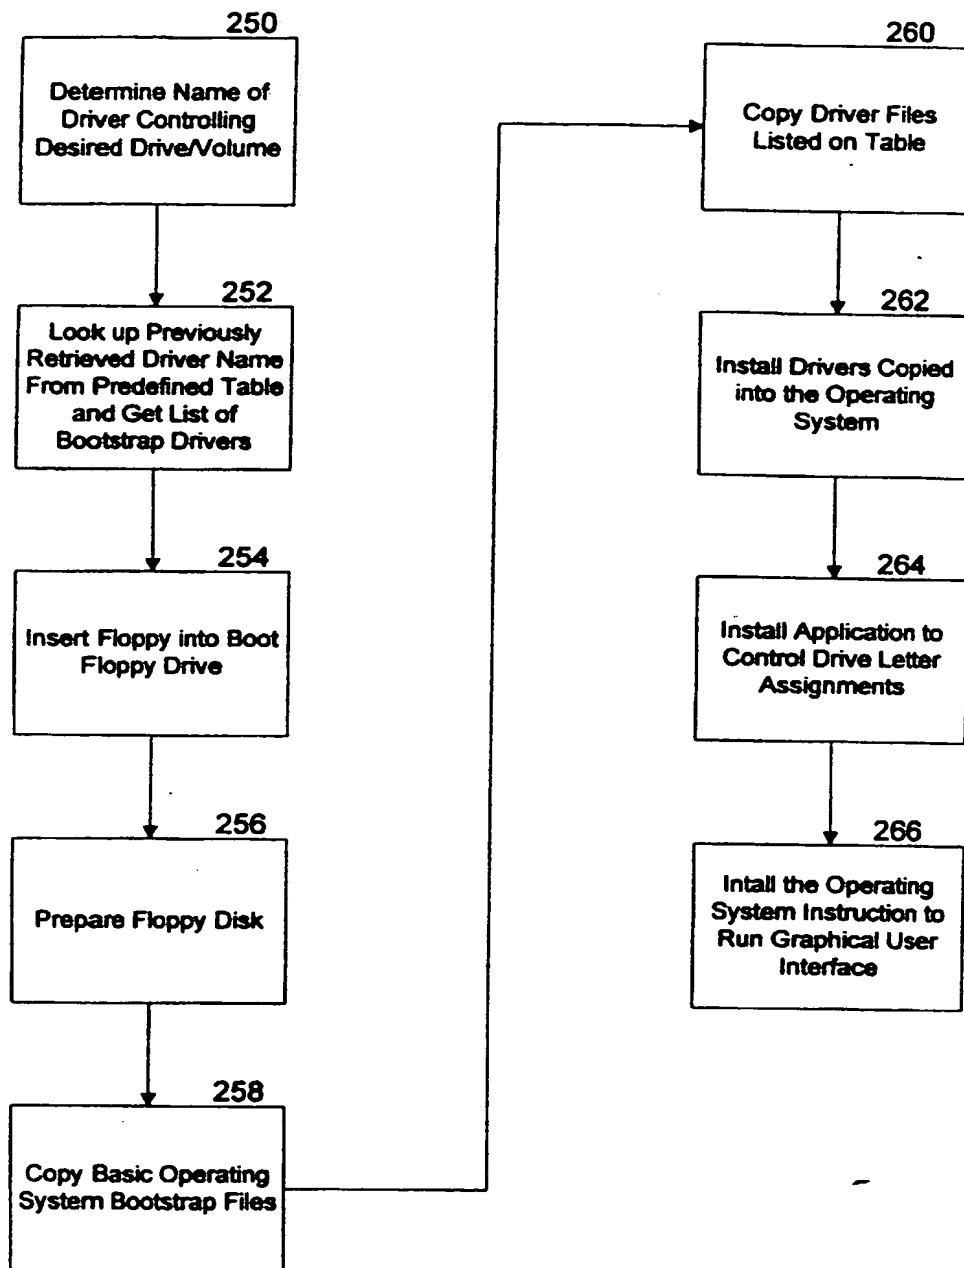 250
Determine Name of
Driver Controlling
Desired Drive/Volume
252
Look up Previously
Retrieved Driver Name
From Predefined Table
and Get List of
Bootstrap Drivers
254
Insert Floppy into Boot
Floppy Drive
256
Prepare Floppy Disk
258
Copy Basic Operating
System Bootstrap Files
260
Copy Driver Files
Listed on Table
262
Install Drivers Copied
into the Operating
System
264
Install Application to
Control Drive Letter
Assignments
266
Intall the Operating
System Instruction to
Run Graphical User
Interface